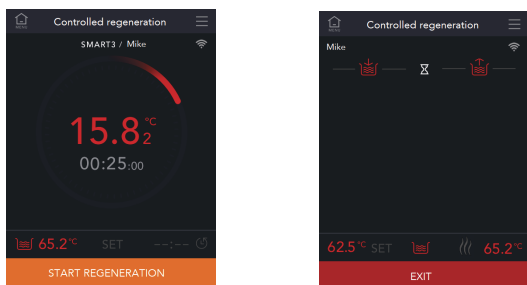 Controlled regeneration
MENU
SMART3 / Mike
15.8 °C
2
00:25:00
65.2°C SET --:--
START REGENERATION
Controlled regeneration
MENU
Mike
62.5°C SET 65.2°C
EXIT